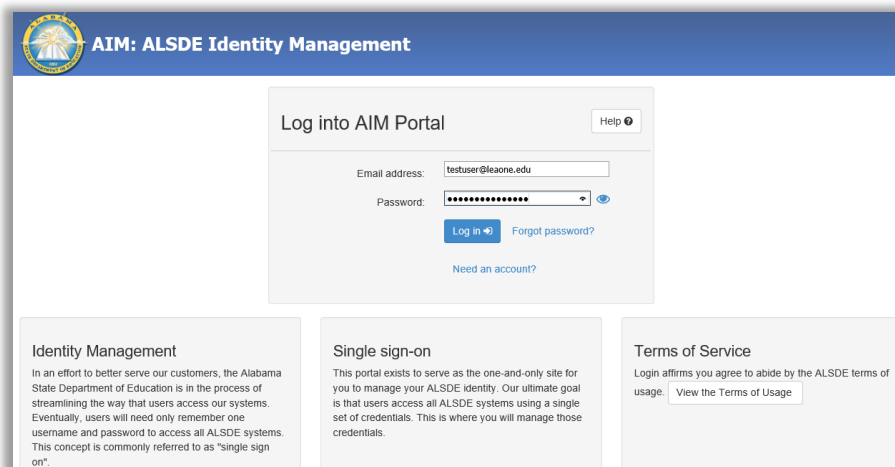 ALABAMA
AIM: ALSDE Identity Management
Log into AIM Portal
Help
Email address:
testuser@leaone.edu
Password:
•••••••••••••••
Log in
Forgot password?
Need an account?
Identity Management
In an effort to better serve our customers, the Alabama
State Department of Education is in the process of
streamlining the way that users access our systems.
Eventually, users will need only remember one
username and password to access all ALSDE systems.
This concept is commonly referred to as "single sign
on".
Single sign-on
This portal exists to serve as the one-and-only site for
you to manage your ALSDE identity. Our ultimate goal
is that users access all ALSDE systems using a single
set of credentials. This is where you will manage those
credentials.
Terms of Service
Login affirms you agree to abide by the ALSDE terms of
usage. View the Terms of Usage